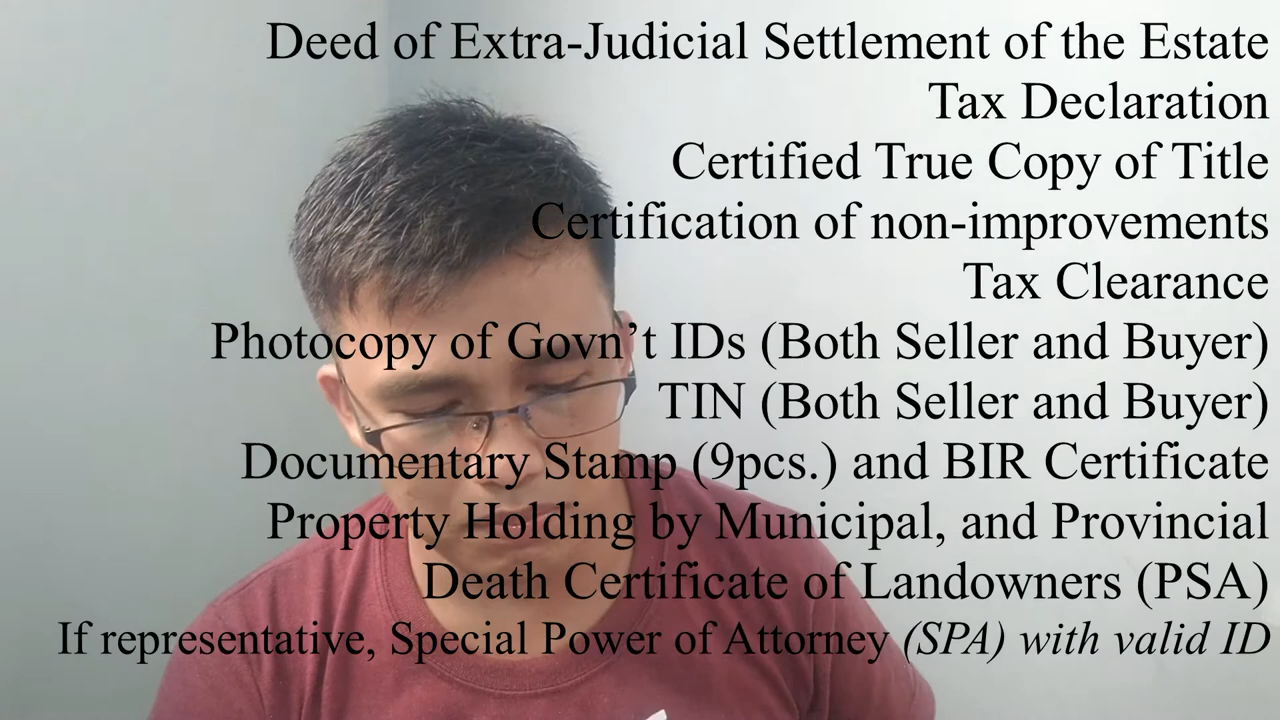 Deed of Extra-Judicial Settlement of the Estate
Tax Declaration
Certified True Copy of Title
Certification of non-improvements
Tax Clearance
Photocopy of Govn’t IDs (Both Seller and Buyer)
TIN (Both Seller and Buyer)
Documentary Stamp (9pcs.) and BIR Certificate
Property Holding by Municipal, and Provincial
Death Certificate of Landowners (PSA)
If representative, Special Power of Attorney (SPA) with valid ID